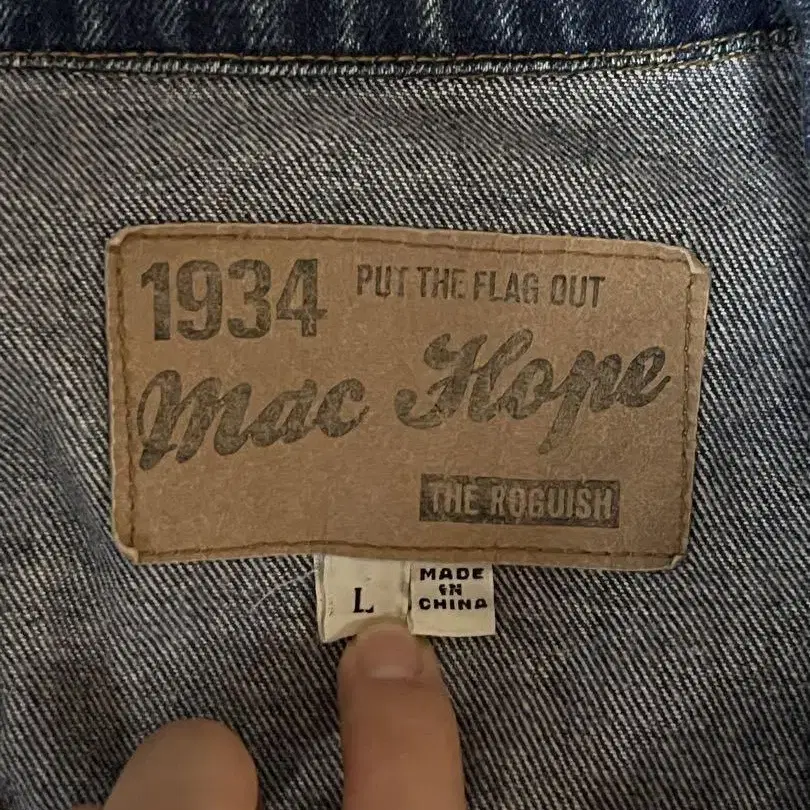 1934 PUT THE FLAG OUT
Mac Hope
THE ROGUISH
L
MADE
IN
CHINA